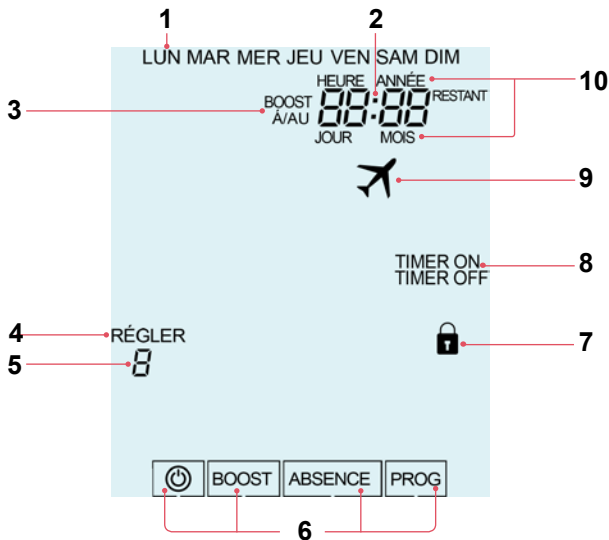 1
2
LUN MAR MER JEU VEN SAM DIM
HEURE ANNÉE
10
3
BOOST
88:88
RESTANT
Á/AU
JOUR MOIS
9
TIMER ON
8
TIMER OFF
4
RÉGLER
7
5
8
BOOST ABSENCE PROG
6